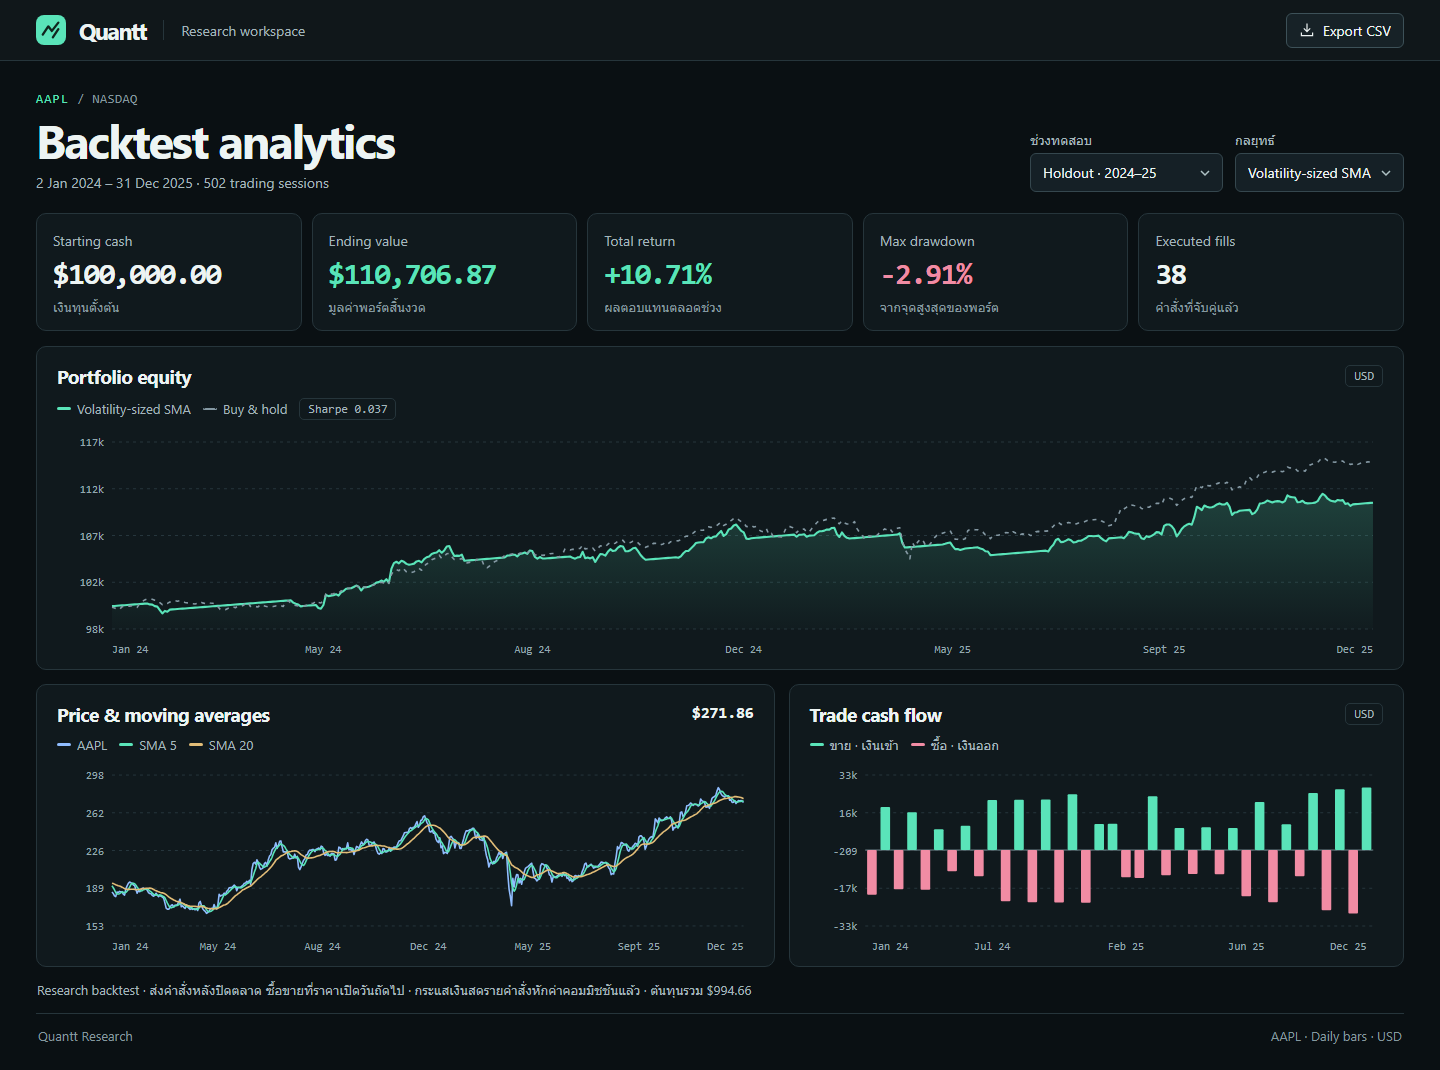 Quantt
Research workspace
Export CSV
AAPL / NASDAQ
Backtest analytics
2 Jan 2024 – 31 Dec 2025 · 502 trading sessions
ช่วงทดสอบ
Holdout · 2024–25
กลยุทธ์
Volatility-sized SMA
Starting cash
$100,000.00
เงินทุนตั้งต้น
Ending value
$110,706.87
มูลค่าพอร์ตสิ้นงวด
Total return
+10.71%
ผลตอบแทนตลอดช่วง
Max drawdown
-2.91%
จากจุดสูงสุดของพอร์ต
Executed fills
38
คำสั่งที่จับคู่แล้ว
Portfolio equity
USD
Volatility-sized SMA
Buy & hold
Sharpe 0.037
117k
112k
107k
102k
98k
Jan 24 May 24 Aug 24 Dec 24 May 25 Sept 25 Dec 25
Price & moving averages
$271.86
AAPL
SMA 5
SMA 20
298
262
226
189
153
Jan 24 May 24 Aug 24 Dec 24 May 25 Sept 25 Dec 25
Trade cash flow
USD
ขาย · เงินเข้า
ซื้อ · เงินออก
33k
16k
-209
-17k
-33k
Jan 24 Jul 24 Feb 25 Jun 25 Dec 25
Research backtest · ส่งคำสั่งหลังปิดตลาด ซื้อขายที่ราคาเปิดวันถัดไป · กระแสเงินสดรายคำสั่งหักค่าคอมมิชชันแล้ว · ต้นทุนรวม $994.66
Quantt Research
AAPL · Daily bars · USD